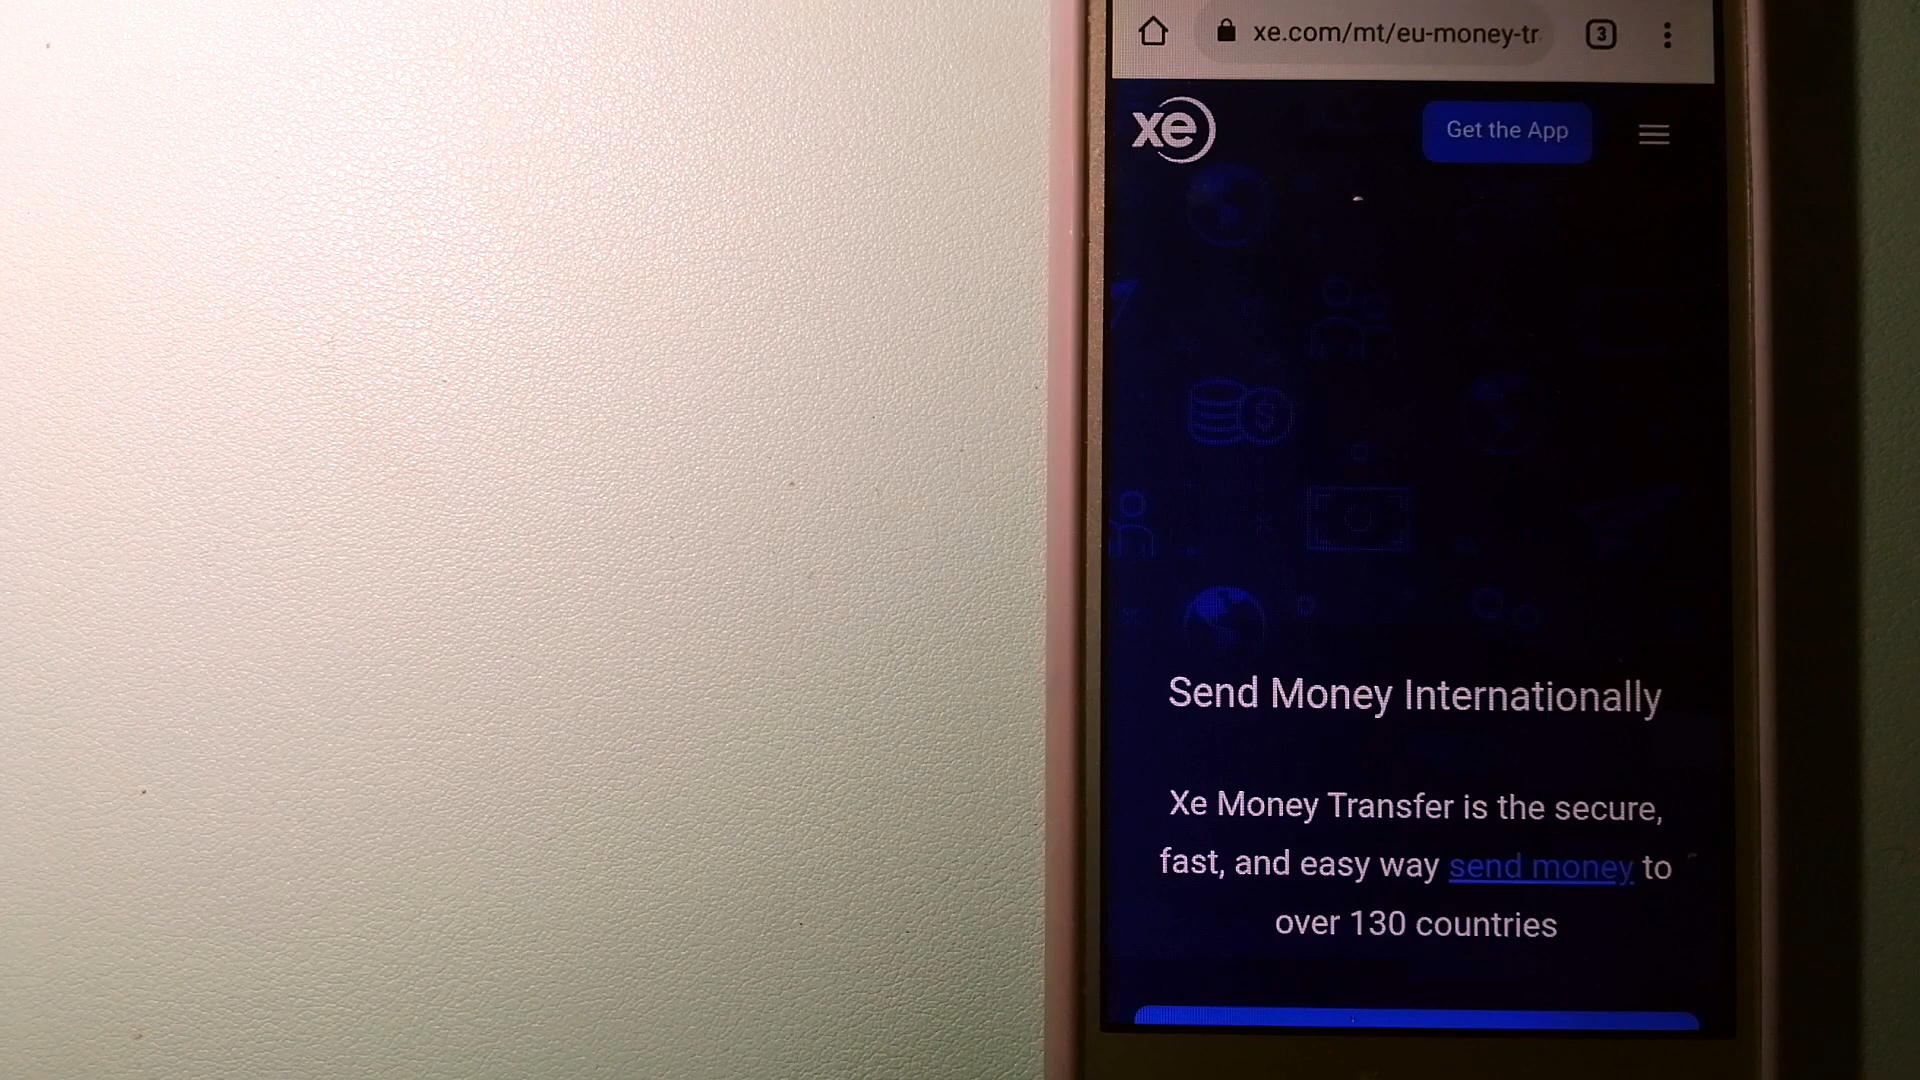 xe.com/mt/eu-money-tr
3
xe
Get the App
Send Money Internationally
Xe Money Transfer is the secure,
fast, and easy way send money to
over 130 countries